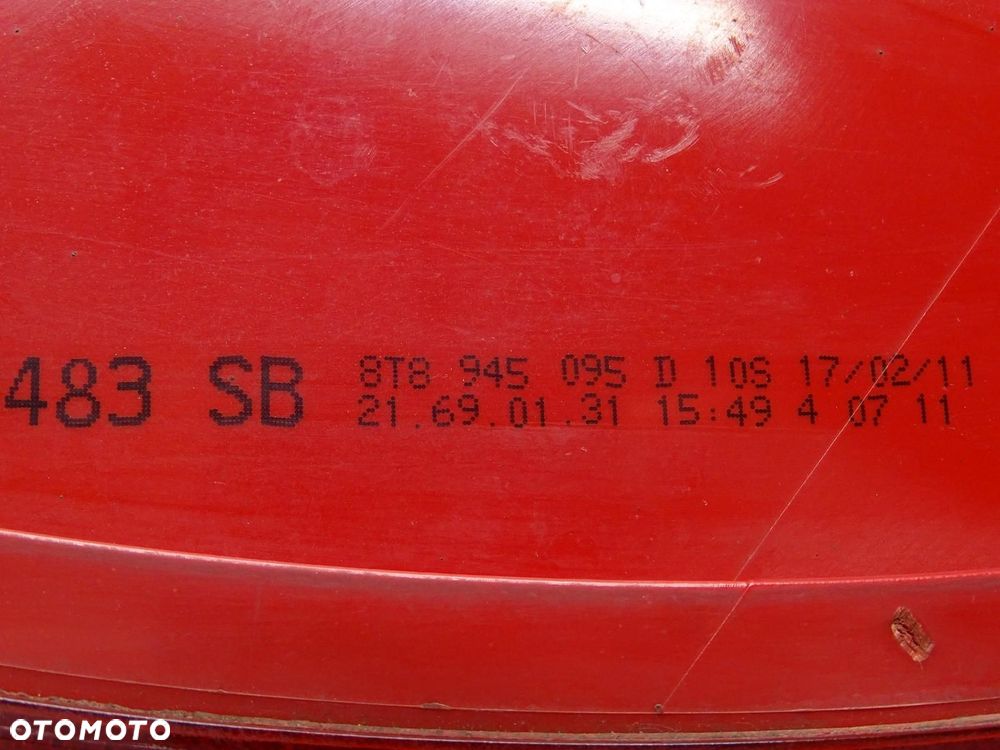 483 SB
8T8 945 095 D 10S 17/02/11
21.69.01.31 15:49 4 07 11
OTOMOTO